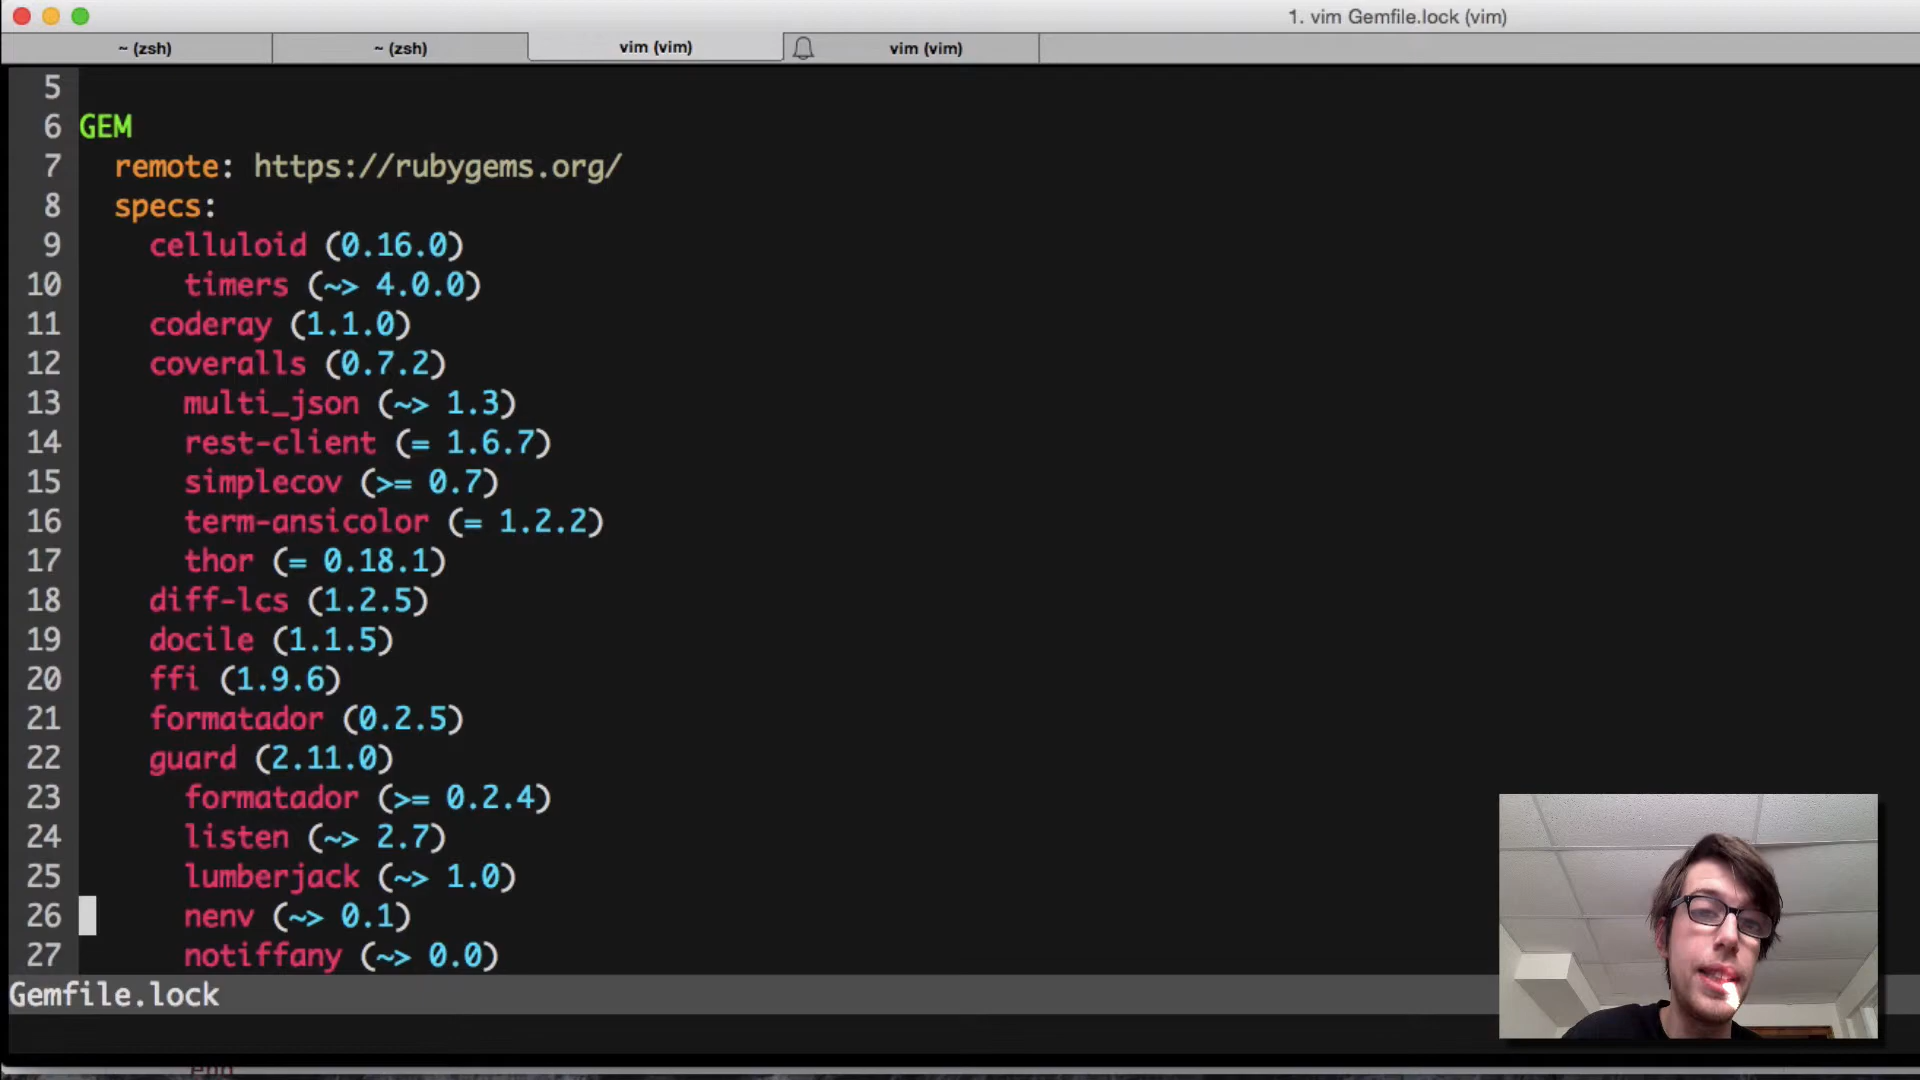 1. vim Gemfile.lock (vim)
~ (zsh) ~ (zsh) vim (vim) vim (vim)
5
6 GEM
7 remote: https://rubygems.org/
8 specs:
9 celluloid (0.16.0)
10 timers (~> 4.0.0)
11 coderay (1.1.0)
12 coveralls (0.7.2)
13 multi_json (~> 1.3)
14 rest-client (= 1.6.7)
15 simplecov (>= 0.7)
16 term-ansicolor (= 1.2.2)
17 thor (= 0.18.1)
18 diff-lcs (1.2.5)
19 docile (1.1.5)
20 ffi (1.9.6)
21 formatador (0.2.5)
22 guard (2.11.0)
23 formatador (>= 0.2.4)
24 listen (~> 2.7)
25 lumberjack (~> 1.0)
26 nenv (~> 0.1)
27 notiffany (~> 0.0)
Gemfile.lock
end